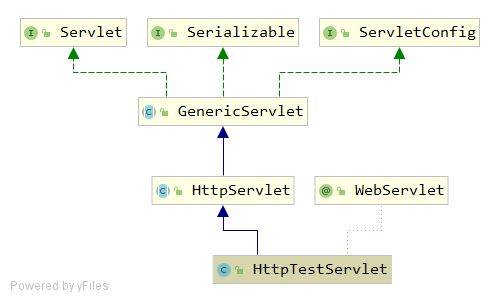 I Servlet
I Serializable
I ServletConfig
C GenericServlet
C HttpServlet
@ WebServlet
C HttpTestServlet
Powered by yFiles